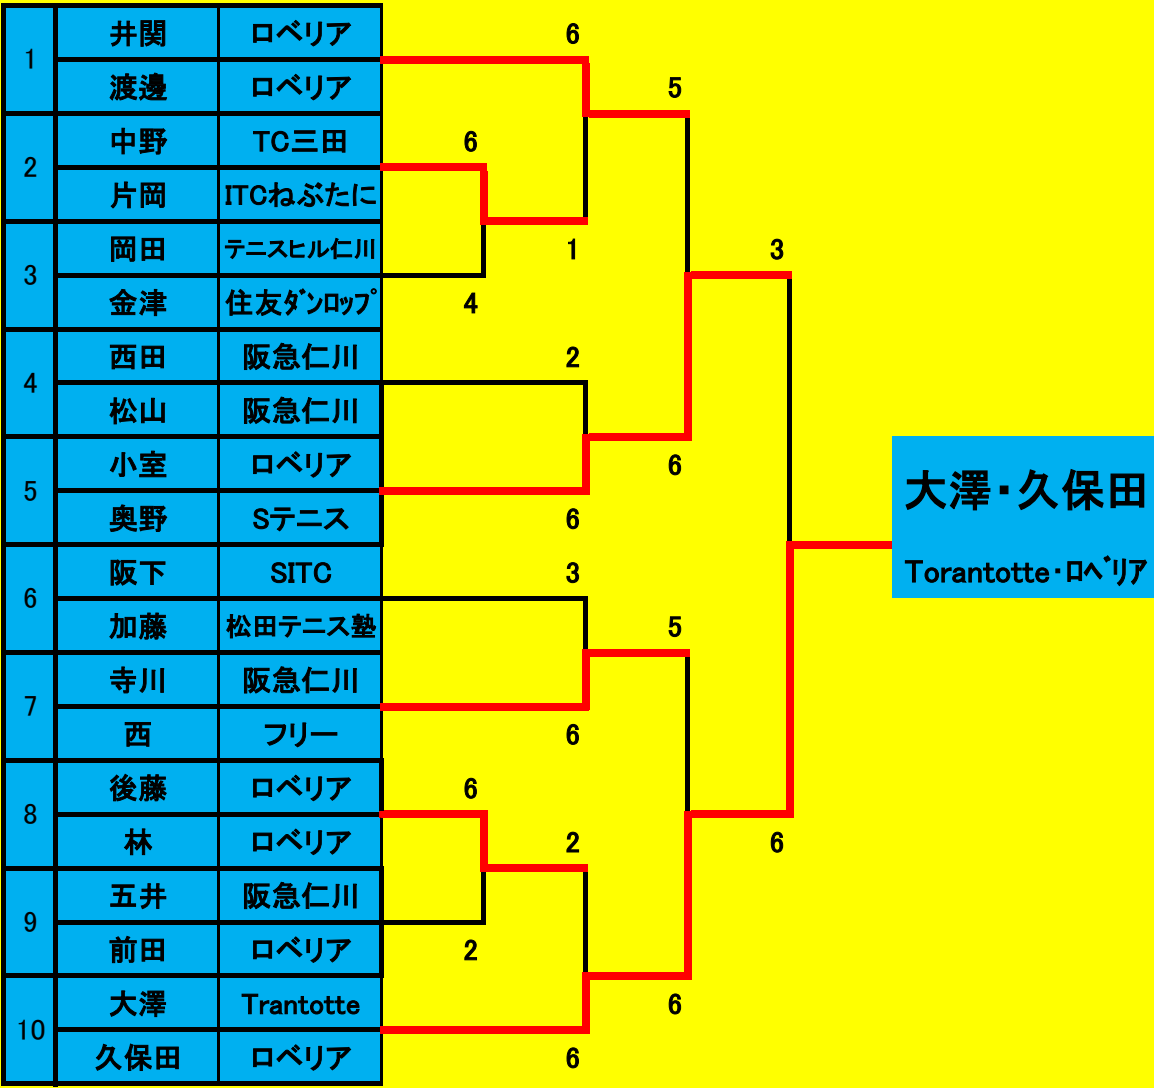 1
井関 ロベリア
渡邊 ロベリア
2
中野 TC三田
片岡 ITCねぶたに
3
岡田 テニスヒル仁川
金津 住友ダンロップ
4
西田 阪急仁川
松山 阪急仁川
5
小室 ロベリア
奥野 Sテニス
6
阪下 SITC
加藤 松田テニス塾
7
寺川 阪急仁川
西 フリー
8
後藤 ロベリア
林 ロベリア
9
五井 阪急仁川
前田 ロベリア
10
大澤 Trantotte
久保田 ロベリア
6
4
6
2
6
1
2
6
3
6
2
6
5
6
5
6
3
6
大澤・久保田
Torantotte・ロベリア